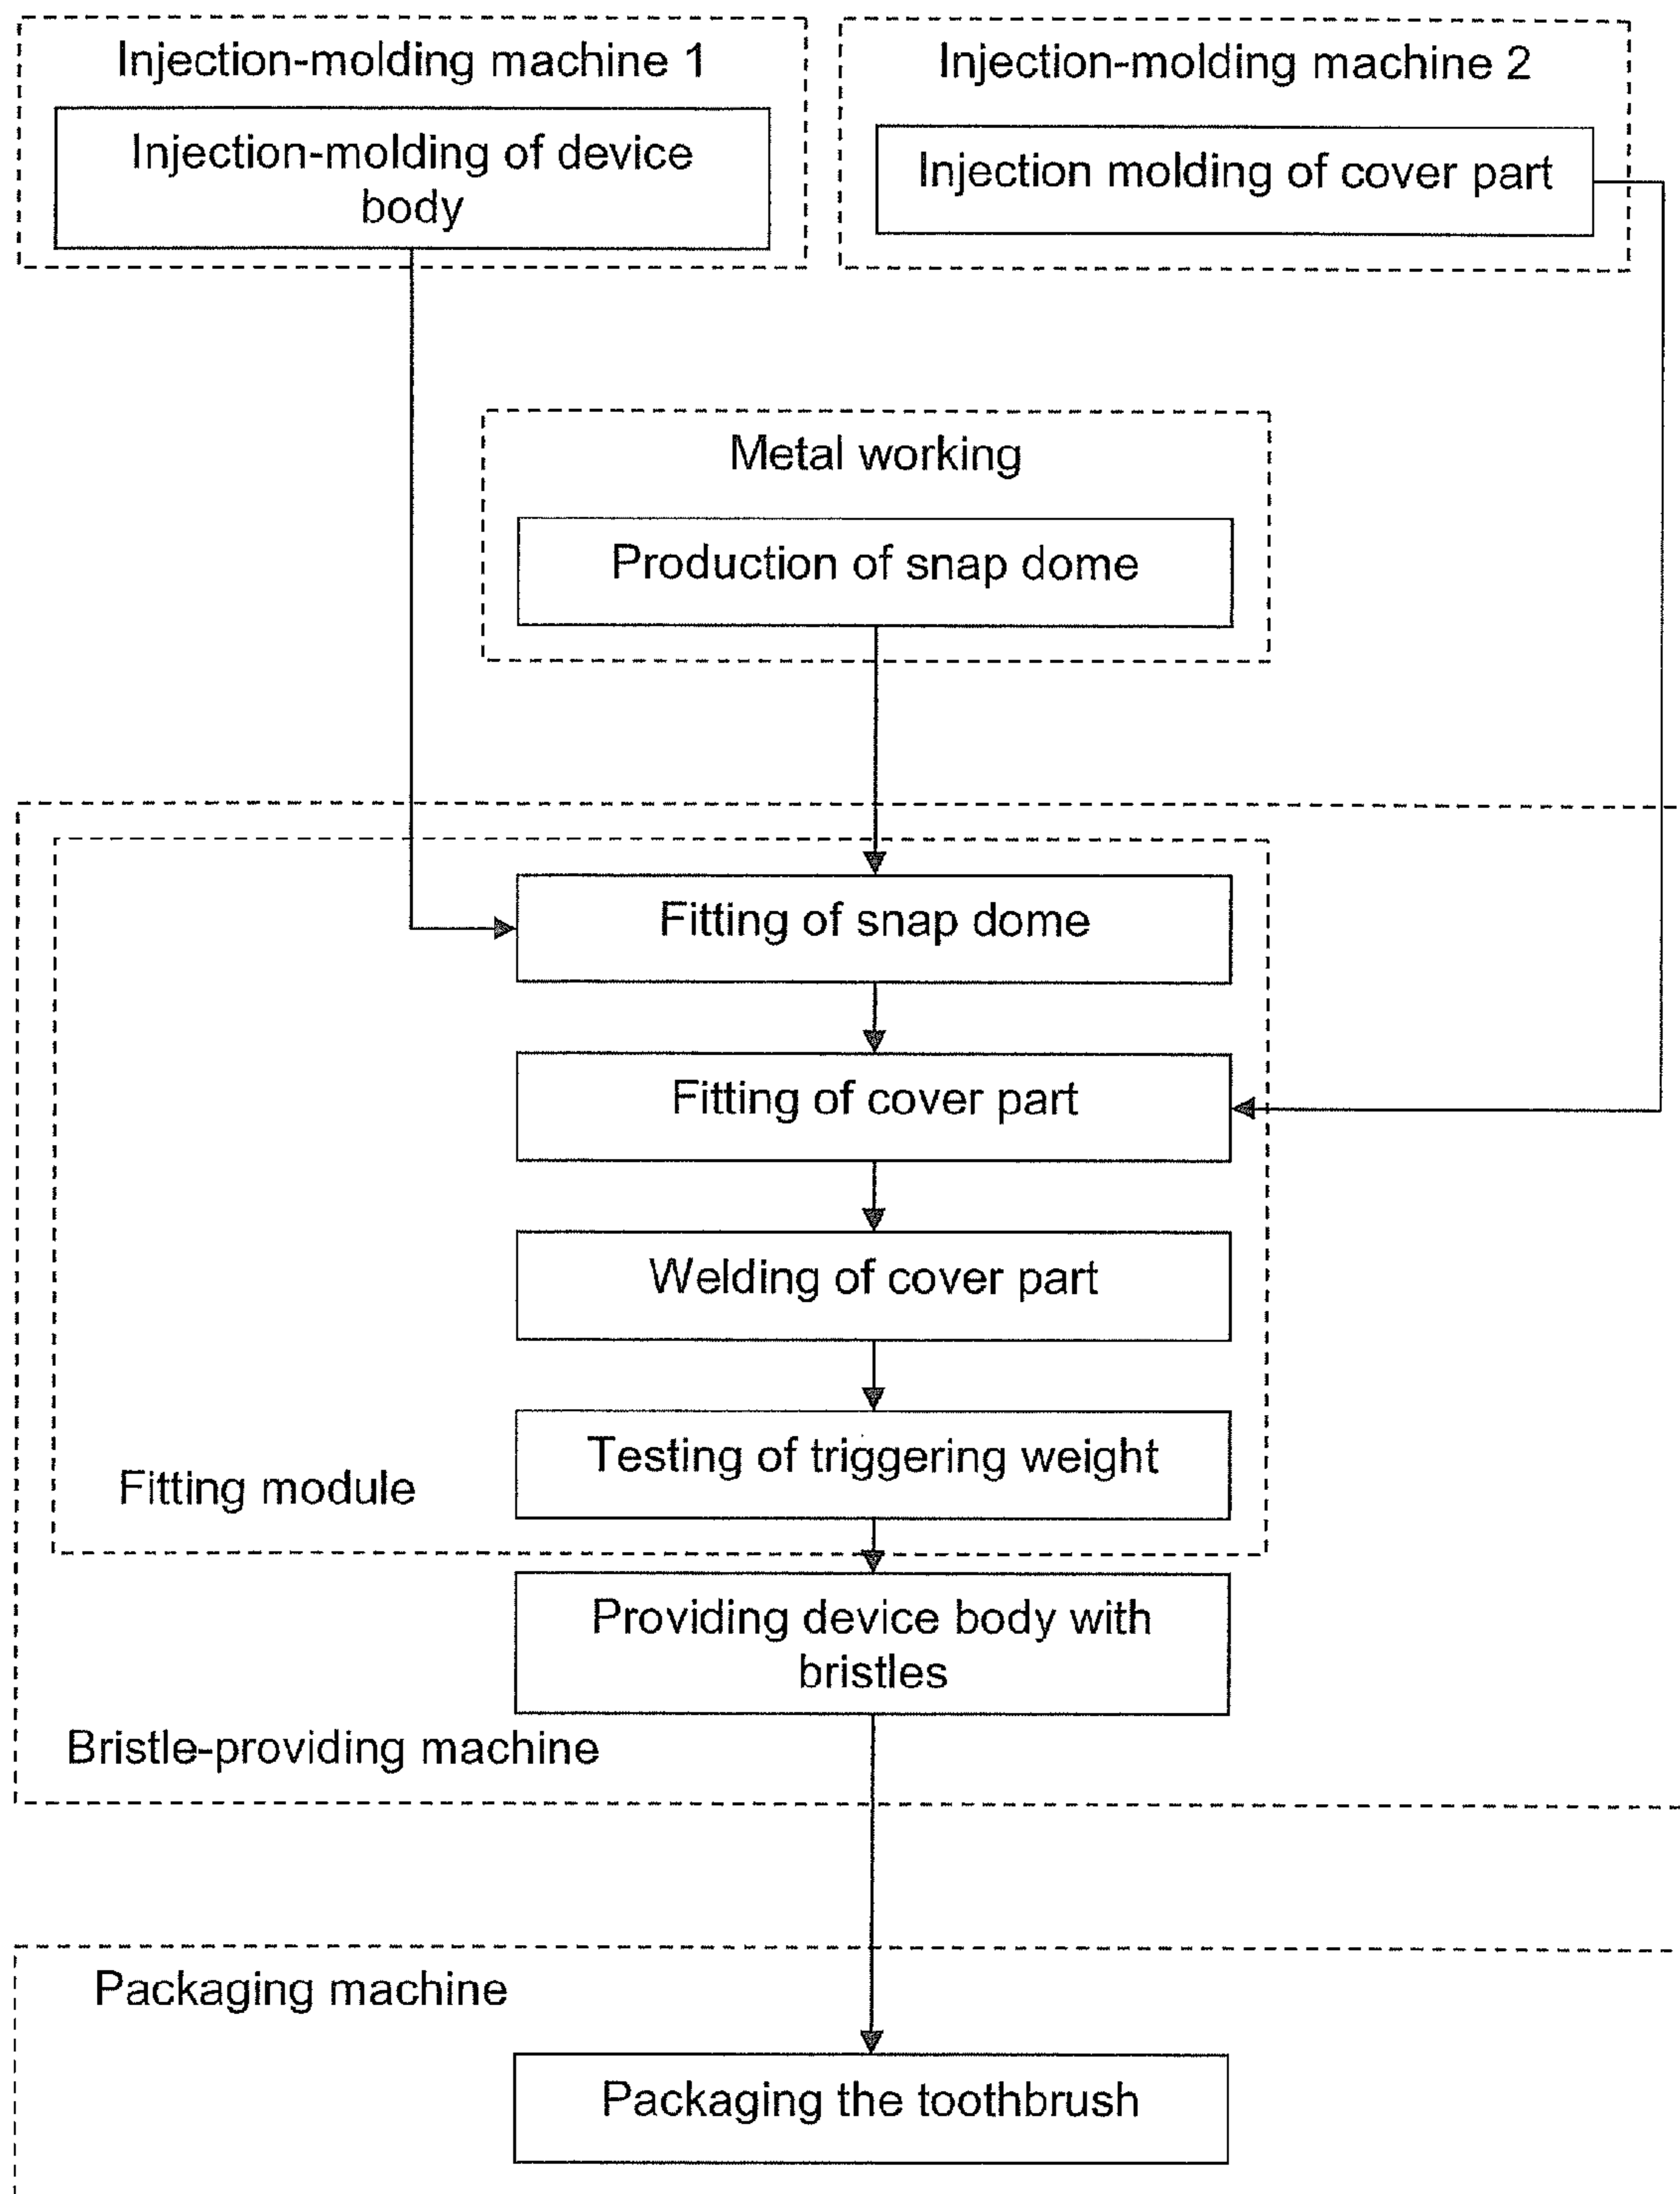 Injection-molding machine 1
Injection-molding of device
body
Injection-molding machine 2
Injection molding of cover part
Metal working
Production of snap dome
Fitting of snap dome
Fitting of cover part
Welding of cover part
Testing of triggering weight
Fitting module
Providing device body with
bristles
Bristle-providing machine
Packaging machine
Packaging the toothbrush